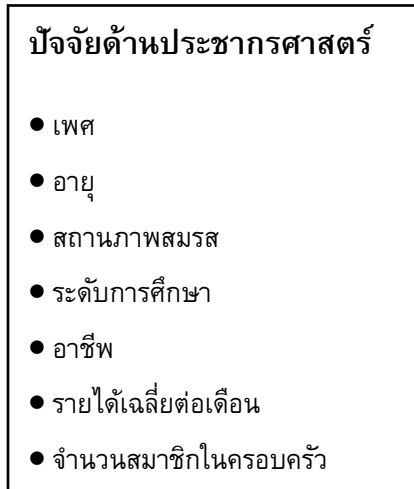 ปัจจัยด้านประชากรศาสตร์
● เพศ
● อายุ
● สถานภาพสมรส
● ระดับการศึกษา
● อาชีพ
● รายได้เฉลี่ยต่อเดือน
● จำนวนสมาชิกในครอบครัว